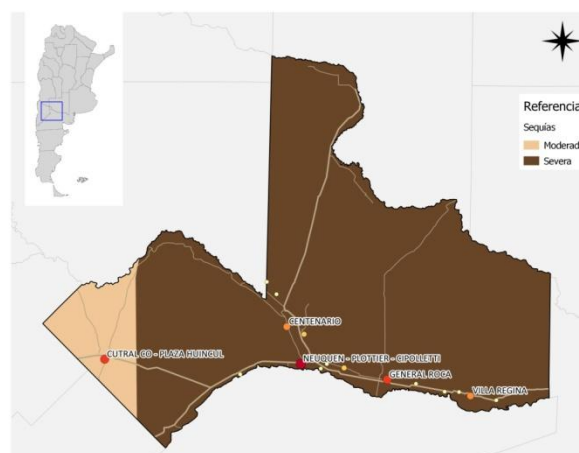 Referencia
Sequías
Moderad
Severa
CENTENARIO
CUTRAL CO - PLAZA HUINCUL
NEUQUEN - PLOTTIER - CIPOLLETTI
GENERAL ROCA
VILLA REGINA